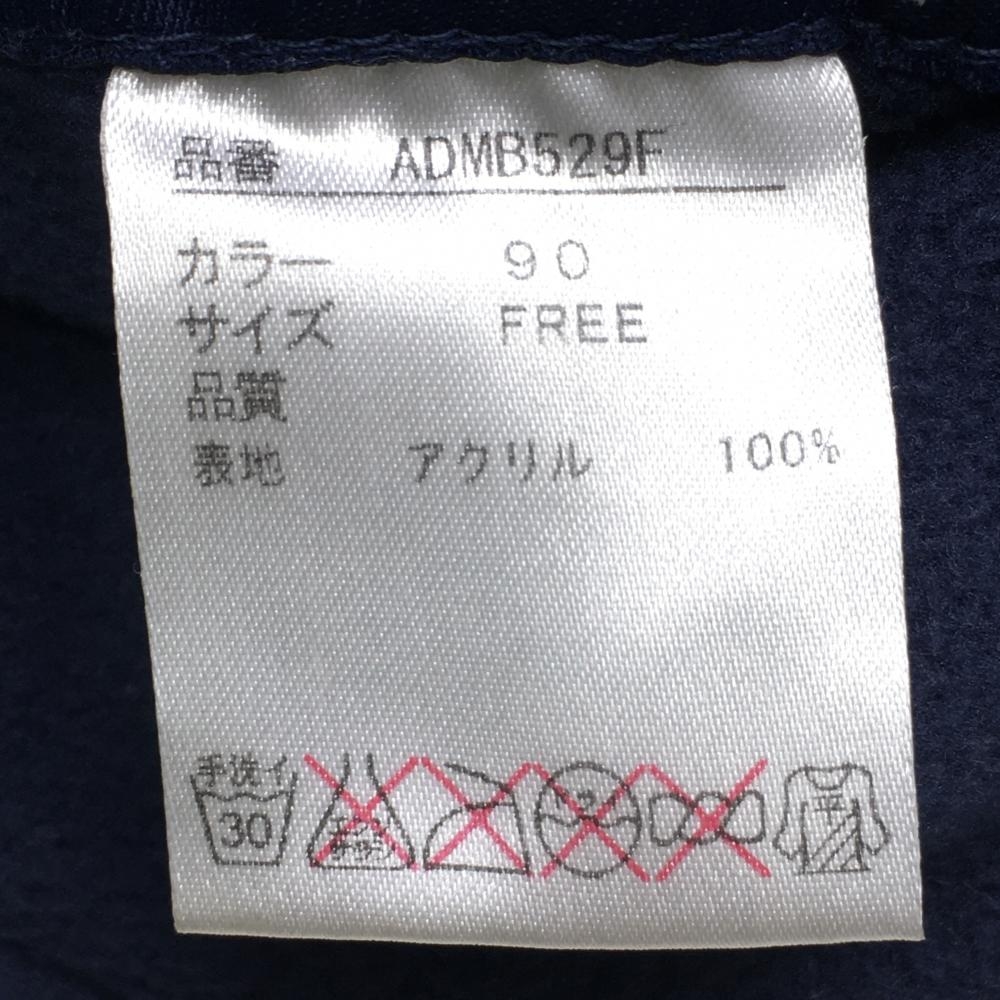 品番 ADMB529F
カラー 90
サイズ FREE
品質
表地 アクリル 100%
手洗イ
30
平